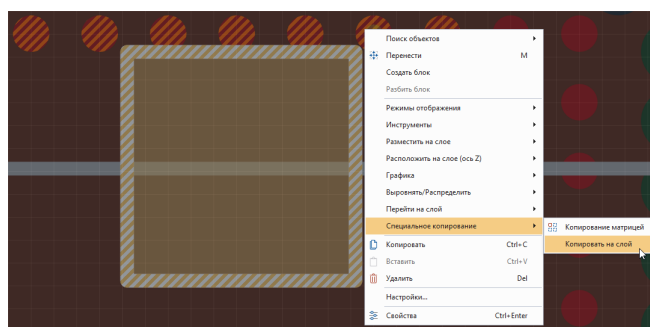 Поиск объектов
Перенести M
Создать блок
Разбить блок
Режимы отображения
Инструменты
Разместить на слое
Расположить на слое (ось Z)
Графика
Выровнять/Распределить
Перейти на слой
Специальное копирование
Копирование матрицей
Копировать на слой
Копировать Ctrl+C
Вставить Ctrl+V
Удалить Del
Настройки...
Свойства Ctrl+Enter